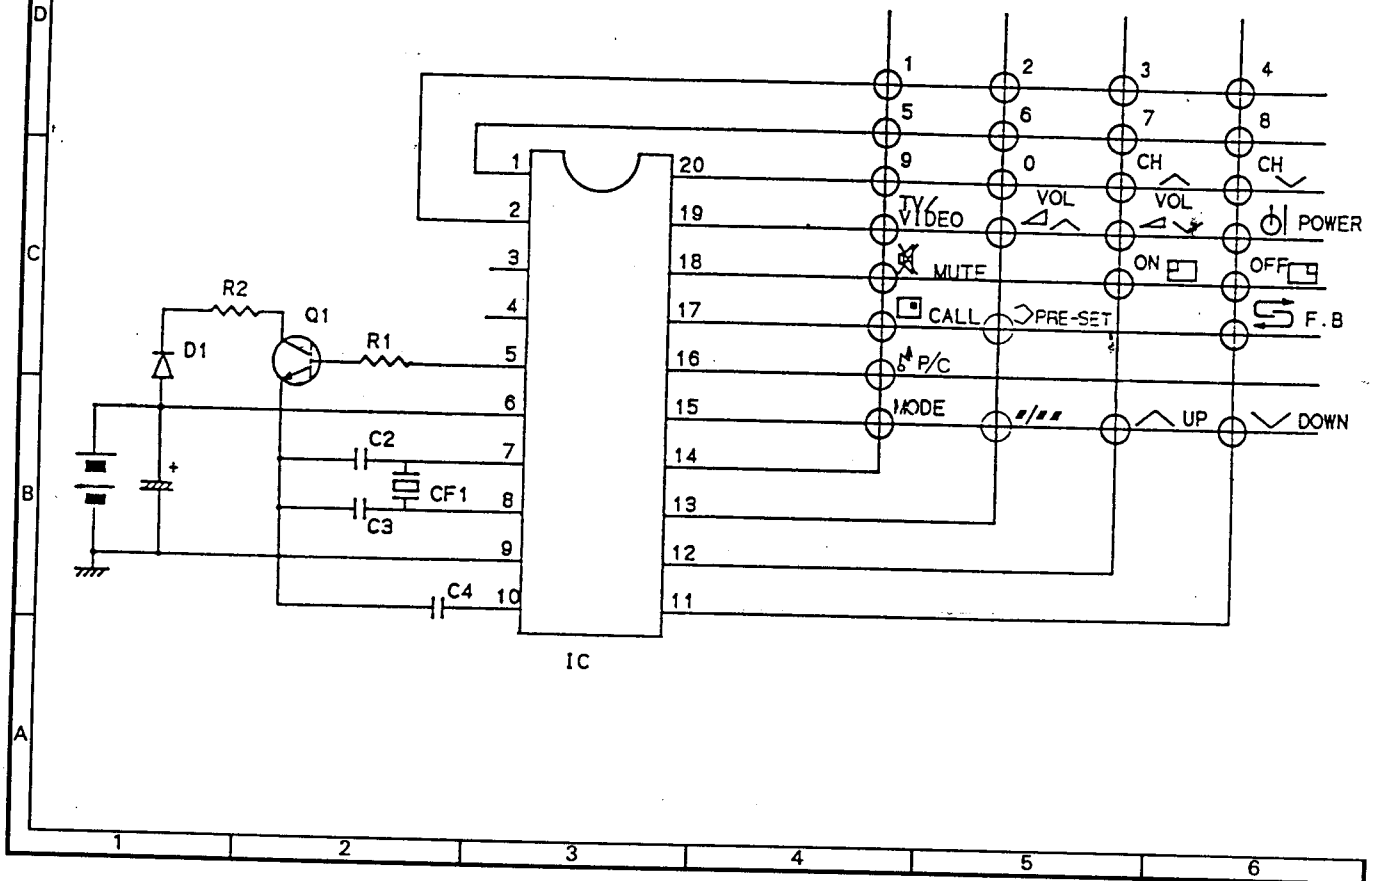 D
1 2 3 4
5 6 7 8
1 20 9 0 CH CH
2 19 TV/ VIDEO VOL VOL POWER
C
3 18 MUTE ON OFF
R2 4 17 CALL PRE-SET F.B
Q1
D1 R1 5 16 P/C
6 15 MODE UP DOWN
+ C2 7 14
B CF1 8 13
C3
9 12
C4 10 11
IC
A
1 2 3 4 5 6